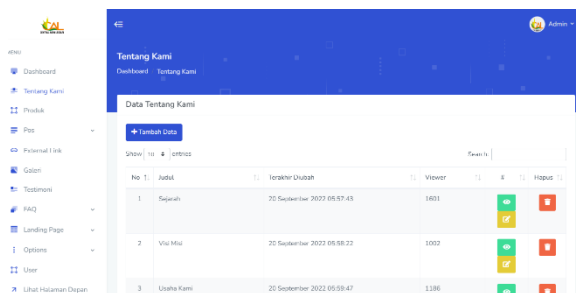 CAL
Admin
MENU
Tentang Kami
Dashboard Tentang Kami
Dashboard
Tentang Kami
Produk
Pos
External Link
Galeri
Testimoni
FAQ
Landing Page
Options
User
Lihat Halaman Depan
Data Tentang Kami
+ Tambah Data
Show 10 entries
Search:
No Judul Terakhir Diubah Viewer # Hapus
1 Sejarah 20 September 2022 05:57:43 1601
2 Visi Misi 20 September 2022 05:58:22 1002
3 Usaha Kami 20 September 2022 05:59:47 1186